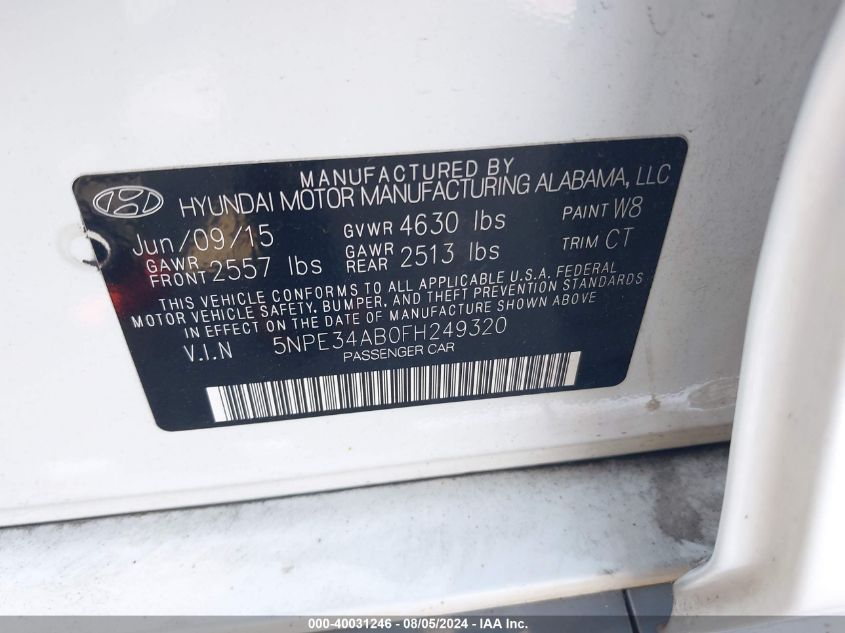 MANUFACTURED BY
HYUNDAI MOTOR MANUFACTURING ALABAMA, LLC
Jun/09/15 GVWR 4630 lbs PAINT W8
GAWR FRONT 2557 lbs GAWR REAR 2513 lbs TRIM CT
THIS VEHICLE CONFORMS TO ALL APPLICABLE U.S.A. FEDERAL
MOTOR VEHICLE SAFETY, BUMPER, AND THEFT PREVENTION STANDARDS
IN EFFECT ON THE DATE OF MANUFACTURE SHOWN ABOVE
V.I.N 5NPE34AB0FH249320
PASSENGER CAR
000-40031246 - 08/05/2024 - IAA Inc.